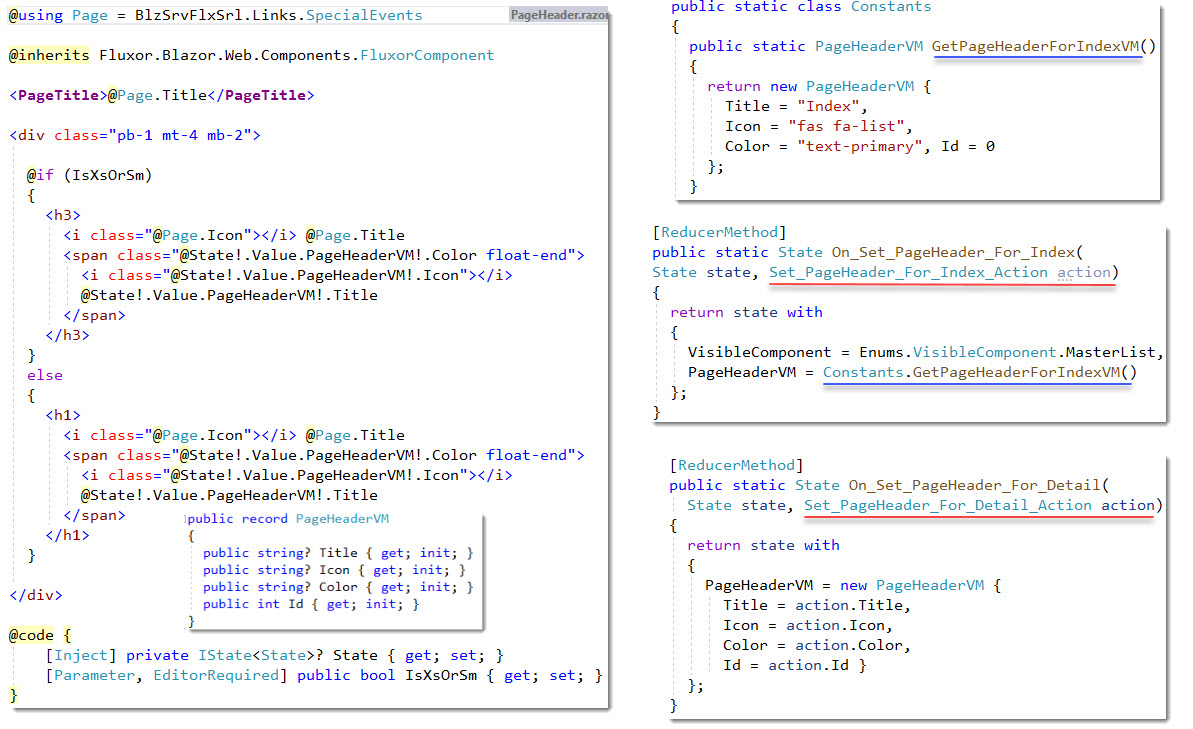 @using Page = BlzSrvFlxSrl.Links.SpecialEvents
PageHeader.razor
@inherits Fluxor.Blazor.Web.Components.FluxorComponent
<PageTitle>@Page.Title</PageTitle>
<div class="pb-1 mt-4 mb-2">
@if (IsXsOrSm)
{
<h3>
<i class="@Page.Icon"></i> @Page.Title
<span class="@State!.Value.PageHeaderVM!.Color float-end">
<i class="@State!.Value.PageHeaderVM!.Icon"></i>
@State!.Value.PageHeaderVM!.Title
</span>
</h3>
}
else
{
<h1>
<i class="@Page.Icon"></i> @Page.Title
<span class="@State!.Value.PageHeaderVM!.Color float-end">
<i class="@State!.Value.PageHeaderVM!.Icon"></i>
@State!.Value.PageHeaderVM!.Title
</span>
</h1>
}
</div>
@code {
[Inject] private IState<State>? State { get; set; }
[Parameter, EditorRequired] public bool IsXsOrSm { get; set; }
}
public record PageHeaderVM
{
public string? Title { get; init; }
public string? Icon { get; init; }
public string? Color { get; init; }
public int Id { get; init; }
}
public static class Constants
{
public static PageHeaderVM GetPageHeaderForIndexVM()
{
return new PageHeaderVM {
Title = "Index",
Icon = "fas fa-list",
Color = "text-primary", Id = 0
};
}
[ReducerMethod]
public static State On_Set_PageHeader_For_Index(
State state, Set_PageHeader_For_Index_Action action)
{
return state with
{
VisibleComponent = Enums.VisibleComponent.MasterList,
PageHeaderVM = Constants.GetPageHeaderForIndexVM()
};
}
[ReducerMethod]
public static State On_Set_PageHeader_For_Detail(
State state, Set_PageHeader_For_Detail_Action action)
{
return state with
{
PageHeaderVM = new PageHeaderVM {
Title = action.Title,
Icon = action.Icon,
Color = action.Color,
Id = action.Id }
};
}